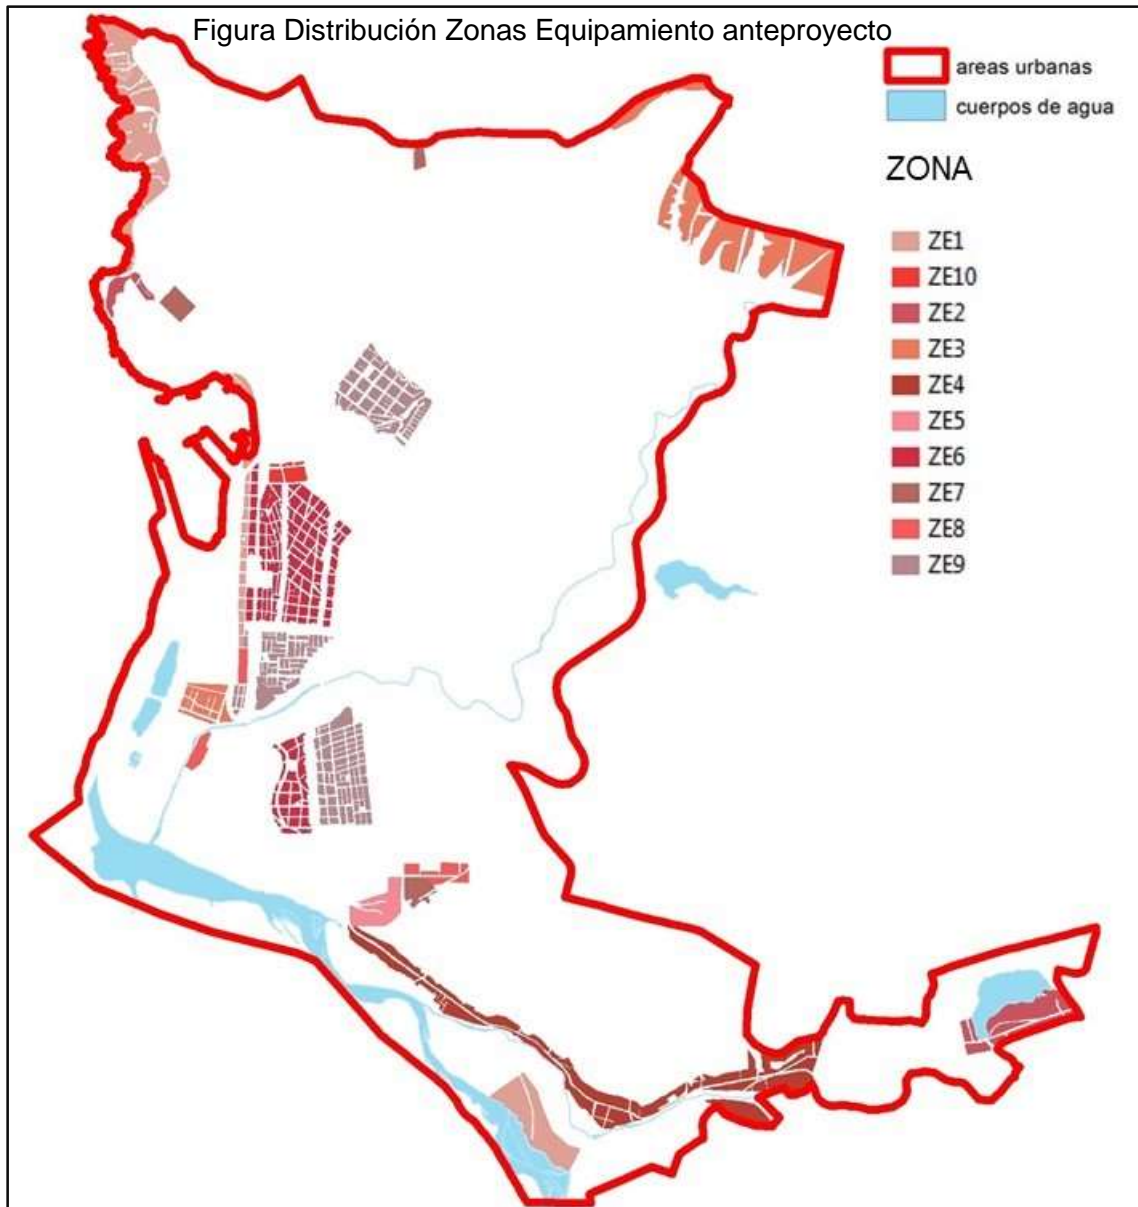 Figura Distribución Zonas Equipamiento anteproyecto
areas urbanas
cuerpos de agua
ZONA
ZE1
ZE10
ZE2
ZE3
ZE4
ZE5
ZE6
ZE7
ZE8
ZE9